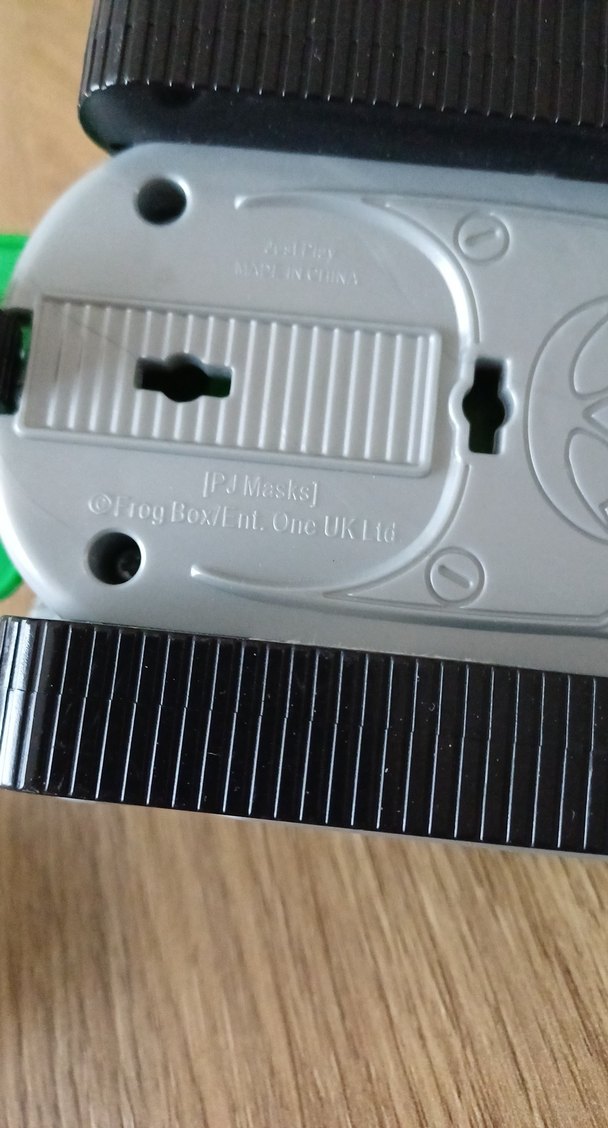 Just Play
MADE IN CHINA
[PJ Masks]
©Frog Box/Ent. One UK Ltd